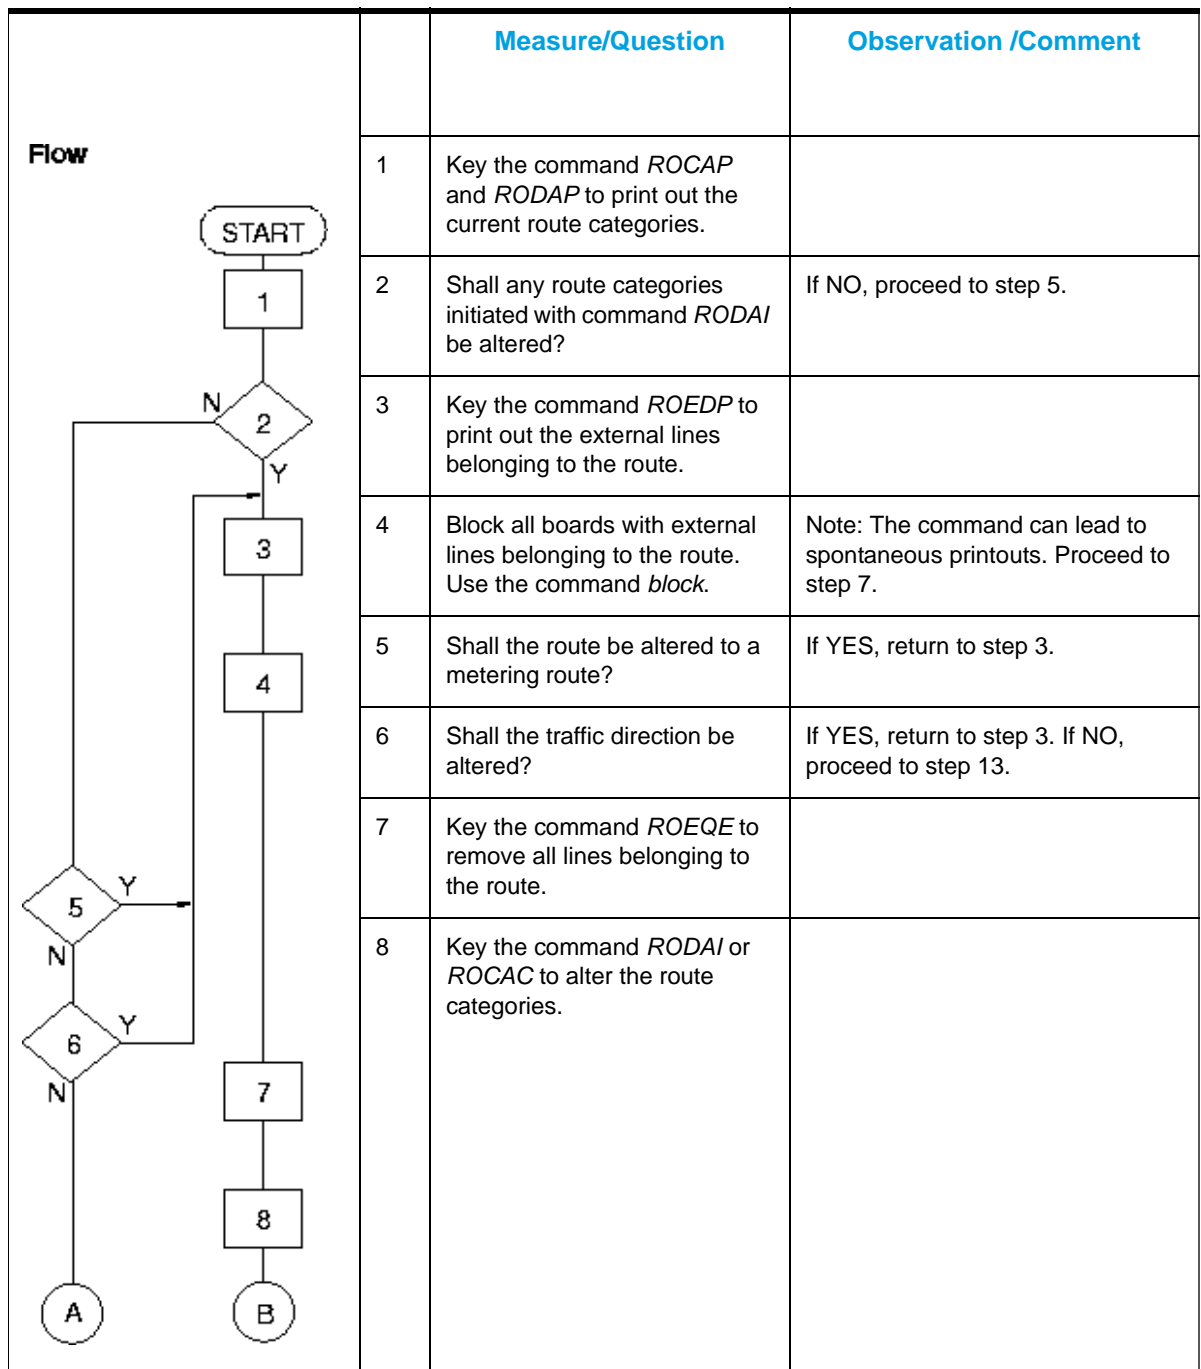 Measure/Question
Observation /Comment
Flow
START
1
N
2
Y
3
4
5
Y
N
6
Y
N
7
8
A
B
1
Key the command ROCAP
and RODAP to print out the
current route categories.
2
Shall any route categories
initiated with command RODAI
be altered?
If NO, proceed to step 5.
3
Key the command ROEDP to
print out the external lines
belonging to the route.
4
Block all boards with external
lines belonging to the route.
Use the command block.
Note: The command can lead to
spontaneous printouts. Proceed to
step 7.
5
Shall the route be altered to a
metering route?
If YES, return to step 3.
6
Shall the traffic direction be
altered?
If YES, return to step 3. If NO,
proceed to step 13.
7
Key the command ROEQE to
remove all lines belonging to
the route.
8
Key the command RODAI or
ROCAC to alter the route
categories.